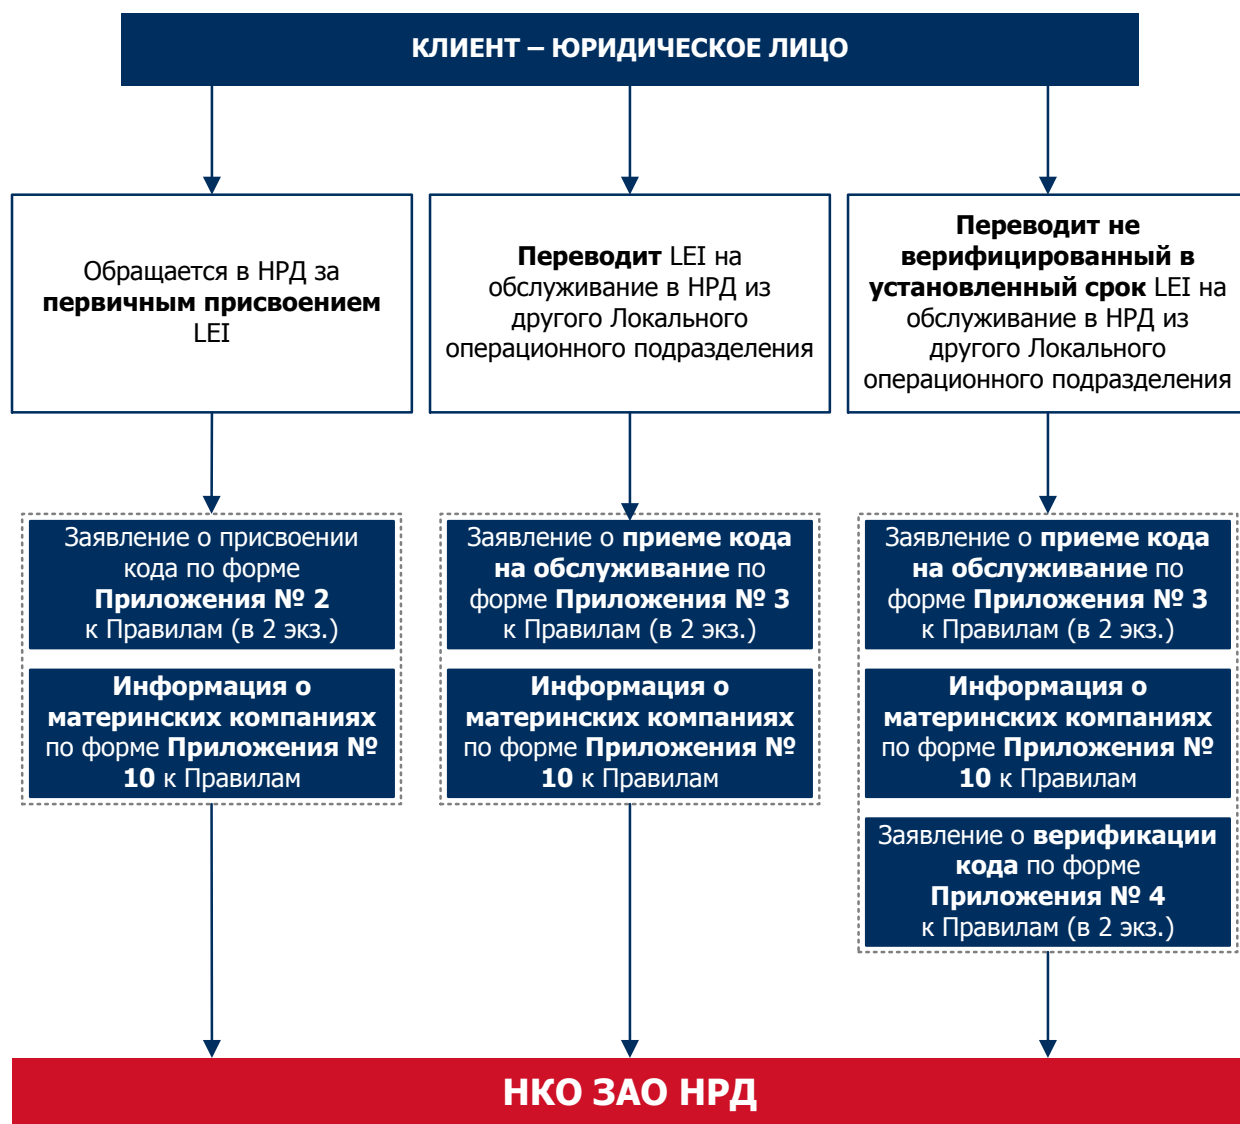 КЛИЕНТ – ЮРИДИЧЕСКОЕ ЛИЦО
Обращается в НРД за
первичным присвоением
LEI
Переводит LEI на
обслуживание в НРД из
другого Локального
операционного подразделения
Переводит не
верифицированный в
установленный срок LEI на
обслуживание в НРД из
другого Локального
операционного подразделения
Заявление о присвоении
кода по форме
Приложения № 2
к Правилам (в 2 экз.)
Информация о
материнских компаниях
по форме Приложения №
10 к Правилам
Заявление о приеме кода
на обслуживание по
форме Приложения № 3
к Правилам (в 2 экз.)
Информация о
материнских компаниях
по форме Приложения №
10 к Правилам
Заявление о приеме кода
на обслуживание по
форме Приложения № 3
к Правилам (в 2 экз.)
Информация о
материнских компаниях
по форме Приложения №
10 к Правилам
Заявление о верификации
кода по форме
Приложения № 4
к Правилам (в 2 экз.)
НКО ЗАО НРД